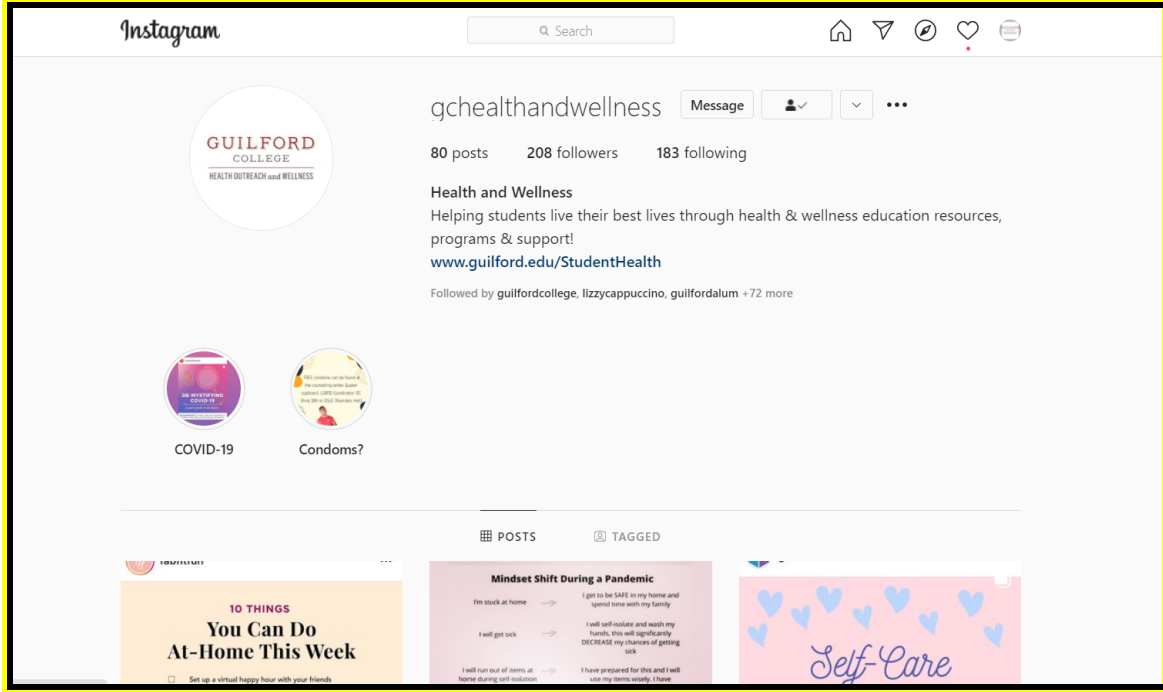 Instagram
Search
gchealthandwellness Message
80 posts 208 followers 183 following
GUILFORD
COLLEGE
HEALTH OUTREACH and WELLNESS
Health and Wellness
Helping students live their best lives through health & wellness education resources,
programs & support!
www.guilford.edu/StudentHealth
Followed by guilfordcollege, lizzycappuccino, guilfordalum +72 more
DE-MYSTIFYING
COVID-19
FREE condoms can be found at
COVID-19 Condoms?
POSTS TAGGED
10 THINGS
You Can Do
At-Home This Week
Set up a virtual happy hour with your friends
Mindset Shift During a Pandemic
I'm stuck at home
I get to be SAFE in my home and
spend time with my family
I will get sick
I will self-isolate and wash my
hands, this will significantly
DECREASE my chances of getting
sick
I will run out of items at
home during self-isolation
I have prepared for this and I will
use my items wisely. I have
Self-Care